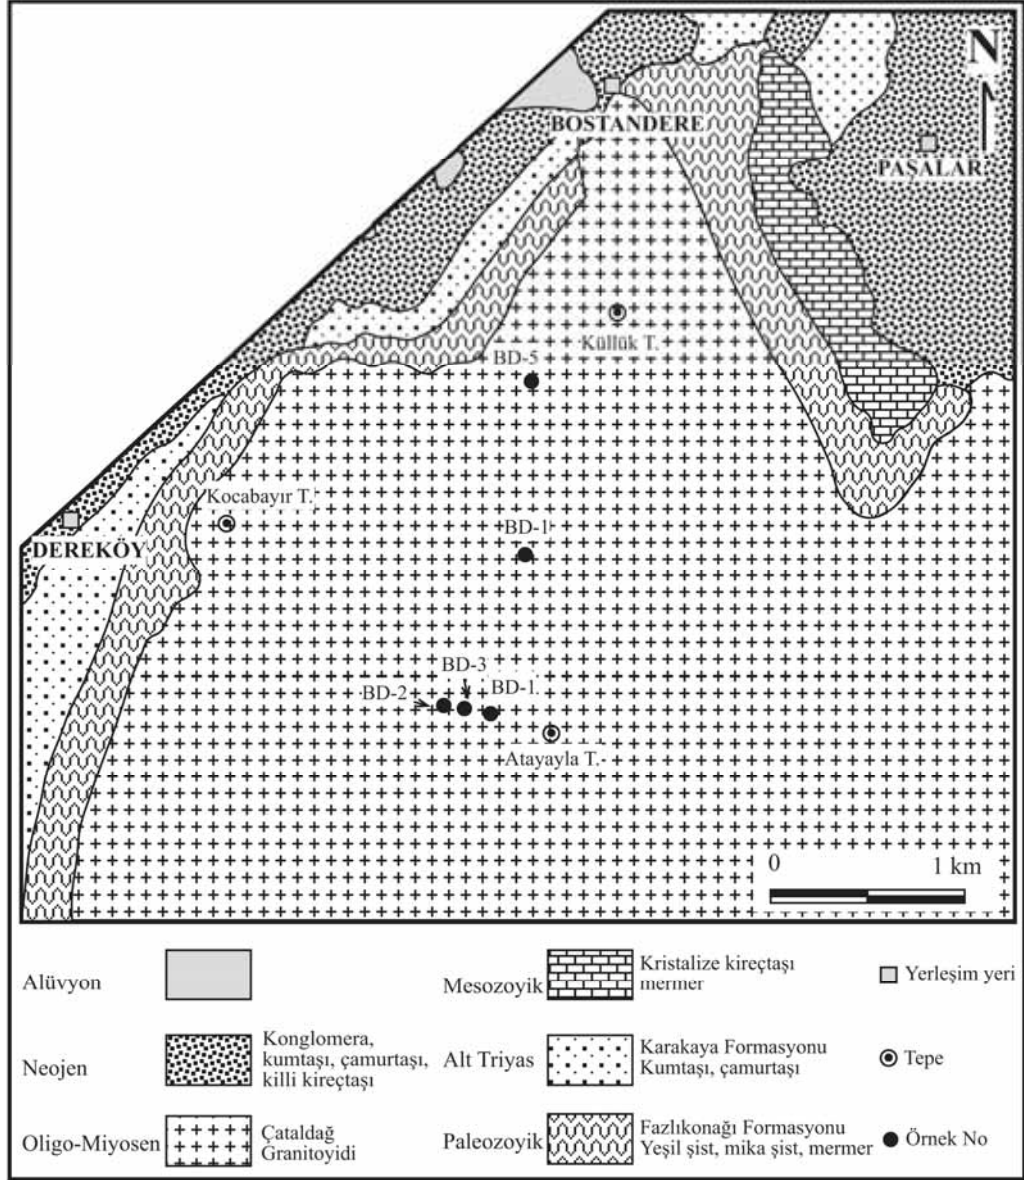 N
BOSTANDERE
PAŞALAR
Küllük T.
BD-5
Kocabayır T.
BD-1
DEREKÖY
BD-3
BD-2
BD-1
Atayayla T.
0 1 km
Alüvyon
Neojen
Konglomera,
kumtaşı, çamurtaşı,
killi kireçtaşı
Oligo-Miyosen
Çataldağ
Granitoyidi
Mesozoyik
Kristalize kireçtaşı
mermer
Alt Triyas
Karakaya Formasyonu
Kumtaşı, çamurtaşı
Paleozoyik
Fazlıkonağı Formasyonu
Yeşil şist, mika şist, mermer
Yerleşim yeri
Tepe
Örnek No